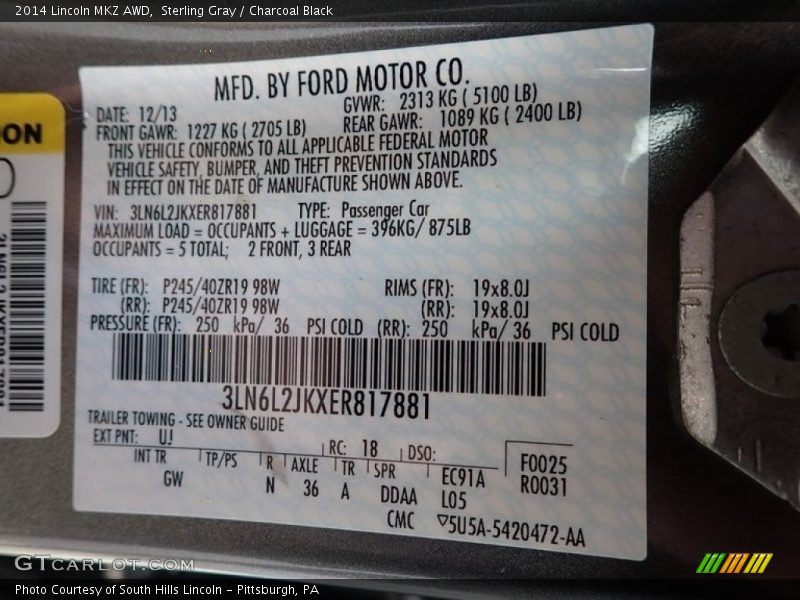 2014 Lincoln MKZ AWD,  Sterling Gray / Charcoal Black
MFD. BY FORD MOTOR CO.
DATE: 12/13 GVWR: 2313 KG ( 5100 LB)
FRONT GAWR: 1227 KG ( 2705 LB) REAR GAWR: 1089 KG ( 2400 LB)
THIS VEHICLE CONFORMS TO ALL APPLICABLE FEDERAL MOTOR
VEHICLE SAFETY, BUMPER, AND THEFT PREVENTION STANDARDS
IN EFFECT ON THE DATE OF MANUFACTURE SHOWN ABOVE.
VIN: 3LN6L2JKXER817881 TYPE: Passenger Car
MAXIMUM LOAD = OCCUPANTS + LUGGAGE = 396KG/ 875LB
OCCUPANTS = 5 TOTAL; 2 FRONT, 3 REAR
TIRE (FR): P245/40ZR19 98W RIMS (FR): 19x8.0J
(RR): P245/40ZR19 98W (RR): 19x8.0J
PRESSURE (FR): 250 kPa/ 36 PSI COLD (RR): 250 kPa/ 36 PSI COLD
3LN6L2JKXER817881
TRAILER TOWING - SEE OWNER GUIDE
EXT PNT: UJ RC: 18 DSO:
INT TR TP/PS R AXLE TR SPR EC91A F0025
GW N 36 A DDAA L05 R0031
CMC ▽5U5A-5420472-AA
GTCARLOT.COM
Photo Courtesy of South Hills Lincoln - Pittsburgh, PA